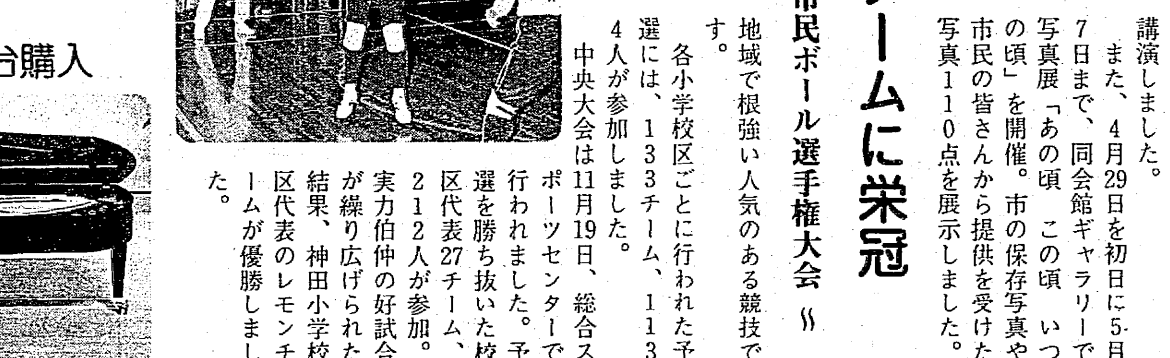 講演しました。
また、4月29日を初日に5月
7日まで、同会館ギャラリーで
写真展「あの頃 この頃 いつ
の頃」を開催。市の保存写真や
市民の皆さんから提供を受けた
写真110点を展示しました。
ームに栄冠
市民ボール選手権大会
地域で根強い人気のある競技で
す。
各小学校区ごとに行われた予
選には、133チーム、113
4人が参加しました。
中央大会は11月19日、総合ス
ポーツセンターで
行われました。予
選を勝ち抜いた校
区代表27チーム、
212人が参加。
実力伯仲の好試合
が繰り広げられた
結果、神田小学校
区代表のレモンチ
ームが優勝しまし
た。
台購入